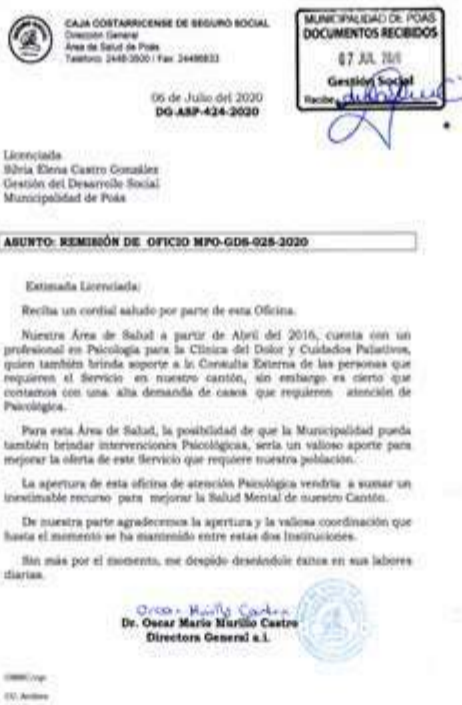 CAJA COSTARRICENSE DE SEGURO SOCIAL
Dirección General
Area de Salud de Poás
Telefono: 2448-3500 / Fax: 24486833
MUNICIPALIDAD DE POAS
DOCUMENTOS RECIBIDOS
07 JUL
Gestión Social
Recibe
06 de Julio del 2020
DG-ASP-424-2020
Licenciada
Silvia Elena Castro González
Gestión del Desarrollo Social
Municipalidad de Poás
ASUNTO: REMISIÓN DE OFICIO MPO-GDS-028-2020
Estimada Licenciada:
Reciba un cordial saludo por parte de esta Oficina.
Nuestra Área de Salud a partir de Abril del 2016, cuenta con un
profesional en Psicología para la Clínica del Dolor y Cuidados Paliativos,
quien también brinda soporte a la Consulta Externa de las personas que
requieren el Servicio en nuestro cantón, sin embargo es cierto que
contamos con una alta demanda de casos que requieren atención de
Psicológica.
Para esta Área de Salud, la posibilidad de que la Municipalidad pueda
también brindar intervenciones Psicológicas, sería un valioso aporte para
mejorar la oferta de este Servicio que requiere nuestra población.
La apertura de esta oficina de atención Psicológica vendría a sumar un
inestimable recurso para mejorar la Salud Mental de nuestro Cantón.
De nuestra parte agradecemos la apertura y la valiosa coordinación que
hasta el momento se ha mantenido entre estas dos Instituciones.
Sin más por el momento, me despido deseándole éxitos en sus labores
diarias.
Dr. Oscar Mario Murillo Castro
Directora General a.i.
CC. Archivo